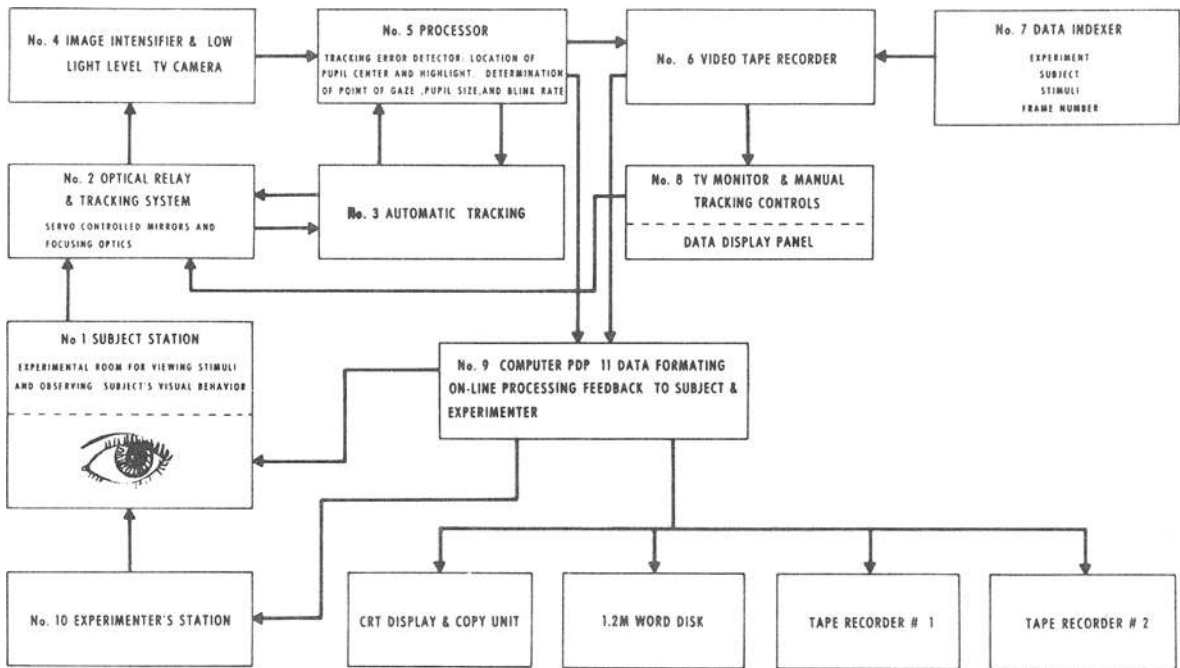 No. 4 IMAGE INTENSIFIER & LOW
LIGHT LEVEL TV CAMERA
No. 5 PROCESSOR
TRACKING ERROR DETECTOR: LOCATION OF
PUPIL CENTER AND HIGHLIGHT. DETERMINATION
OF POINT OF GAZE ,PUPIL SIZE,AND BLINK RATE
No. 6 VIDEO TAPE RECORDER
No. 7 DATA INDEXER
EXPERIMENT
SUBJECT
STIMULI
FRAME NUMBER
No. 2 OPTICAL RELAY
& TRACKING SYSTEM
SERVO CONTROLLED MIRRORS AND
FOCUSING OPTICS
No. 3 AUTOMATIC TRACKING
No. 8 TV MONITOR & MANUAL
TRACKING CONTROLS
DATA DISPLAY PANEL
No 1 SUBJECT STATION
EXPERIMENTAL ROOM FOR VIEWING STIMULI
AND OBSERVING SUBJECT'S VISUAL BEHAVIOR
No. 9 COMPUTER PDP 11 DATA FORMATING
ON-LINE PROCESSING FEEDBACK TO SUBJECT &
EXPERIMENTER
No. 10 EXPERIMENTER'S STATION
CRT DISPLAY & COPY UNIT
1.2M WORD DISK
TAPE RECORDER # 1
TAPE RECORDER # 2